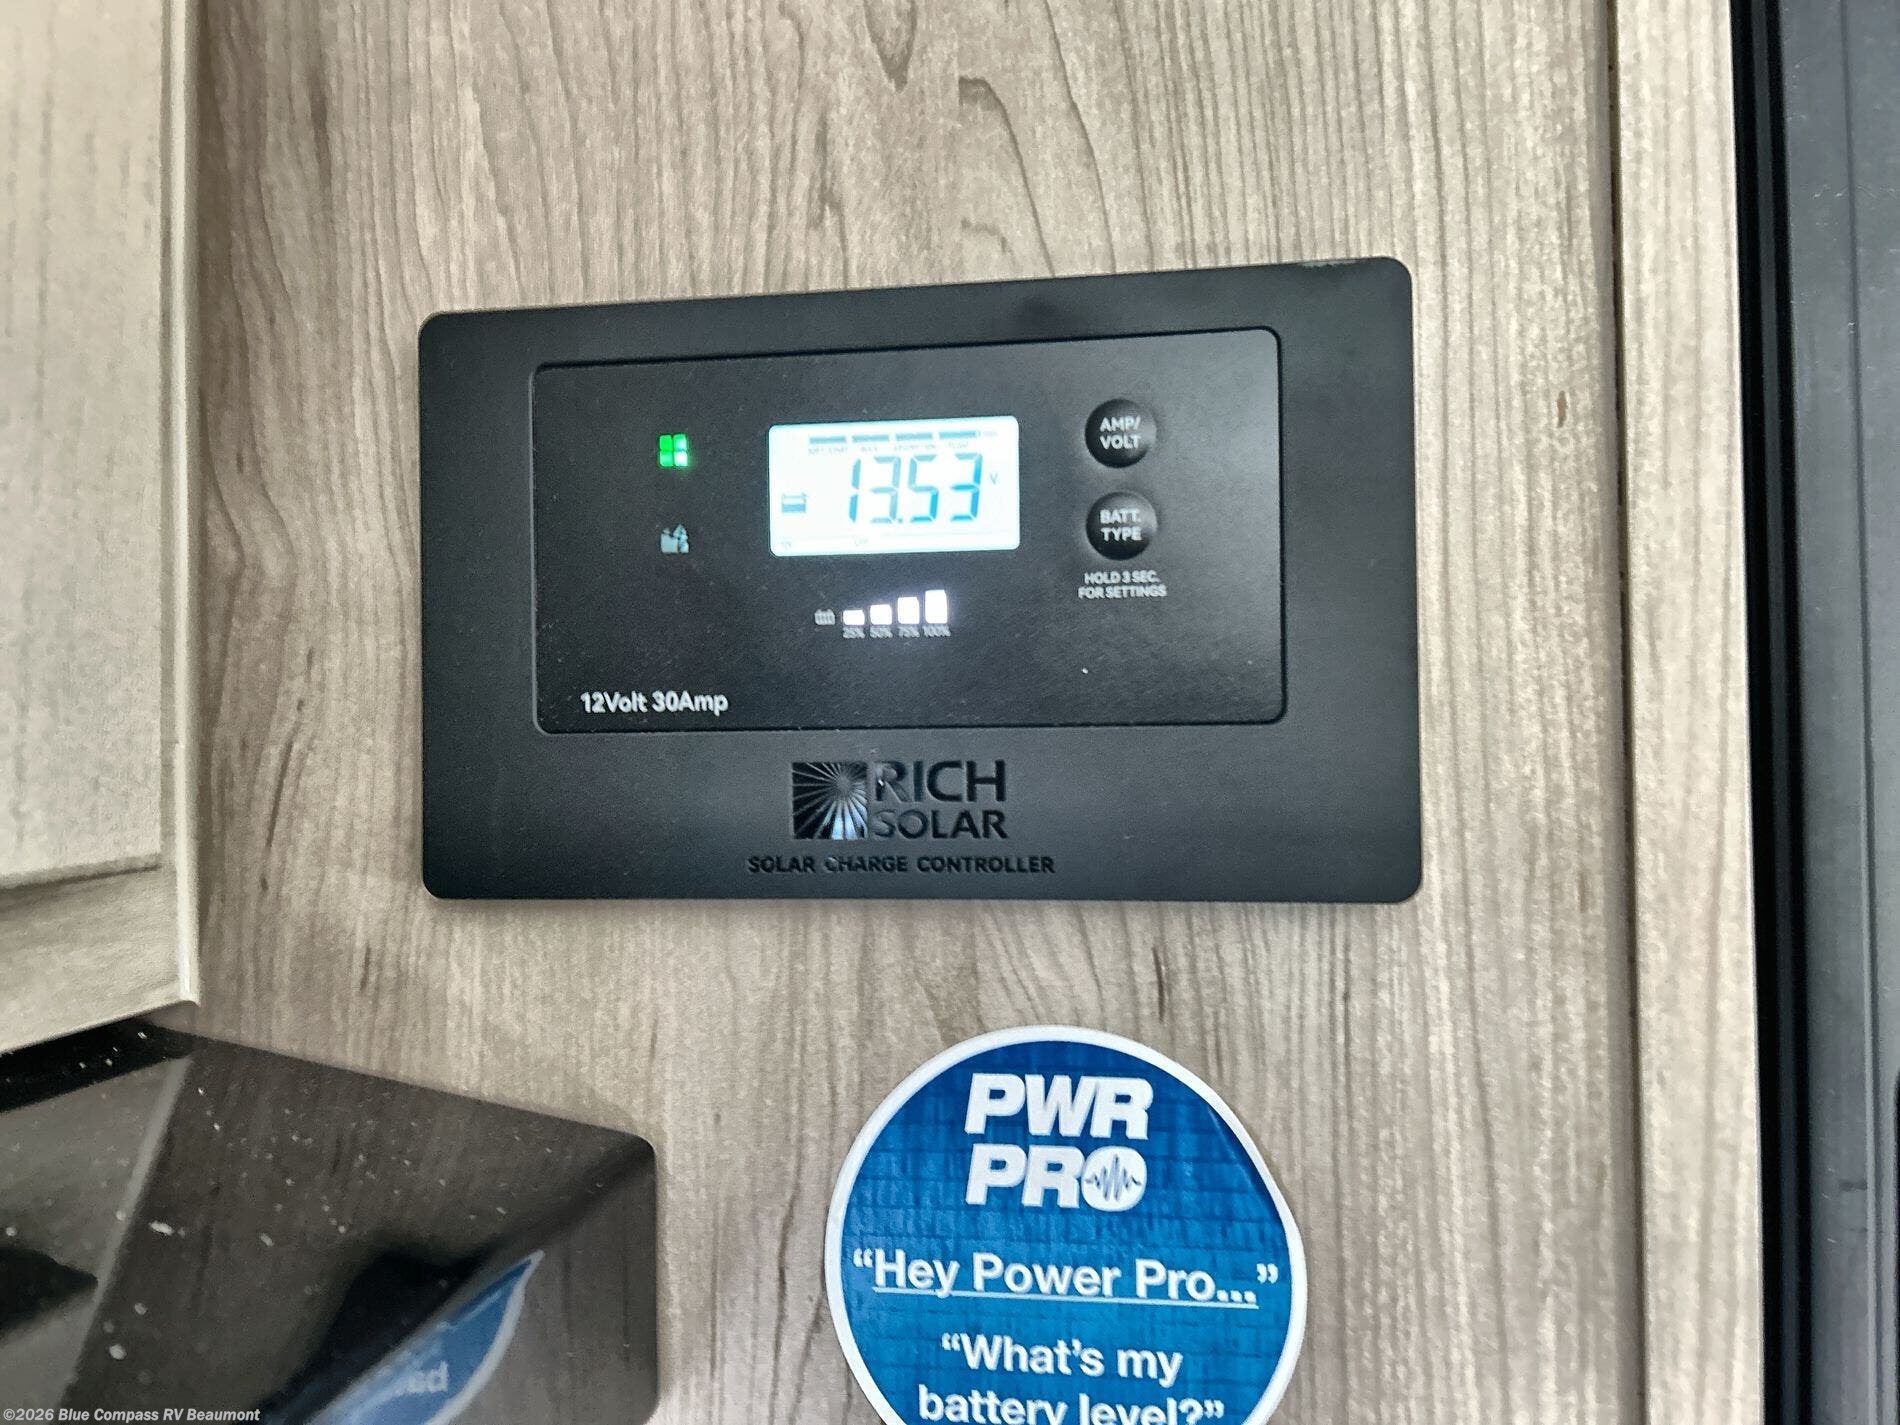 13.53 V
AMP/
VOLT
BATT.
TYPE
HOLD 3 SEC.
FOR SETTINGS
25% 50% 75% 100%
12Volt 30Amp
RICH
SOLAR
SOLAR CHARGE CONTROLLER
PWR
PRO
“Hey Power Pro...”
“What's my
battery level?”
©2026 Blue Compass RV Beaumont